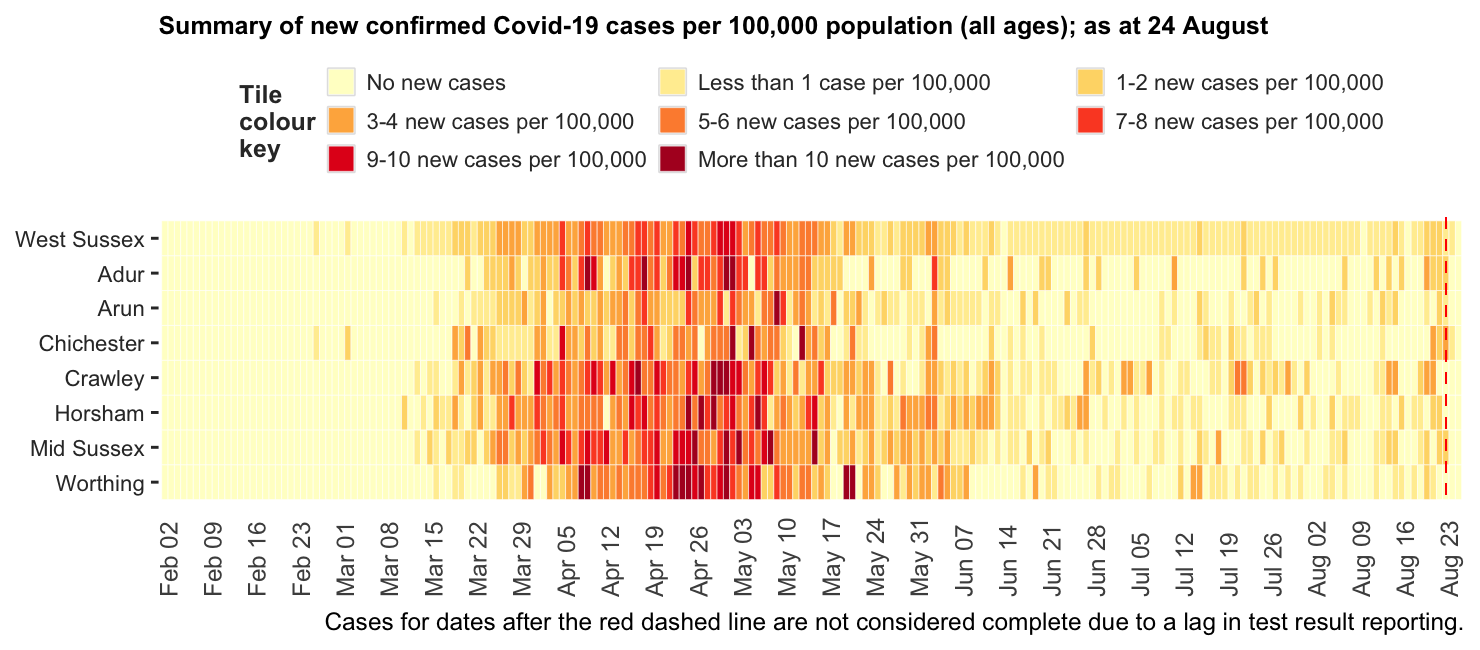 Summary of new confirmed Covid-19 cases per 100,000 population (all ages); as at 24 August
Tile
colour
key
No new cases
Less than 1 case per 100,000
1-2 new cases per 100,000
3-4 new cases per 100,000
5-6 new cases per 100,000
7-8 new cases per 100,000
9-10 new cases per 100,000
More than 10 new cases per 100,000
West Sussex
Adur
Arun
Chichester
Crawley
Horsham
Mid Sussex
Worthing
Feb 02
Feb 09
Feb 16
Feb 23
Mar 01
Mar 08
Mar 15
Mar 22
Mar 29
Apr 05
Apr 12
Apr 19
Apr 26
May 03
May 10
May 17
May 24
May 31
Jun 07
Jun 14
Jun 21
Jun 28
Jul 05
Jul 12
Jul 19
Jul 26
Aug 02
Aug 09
Aug 16
Aug 23
Cases for dates after the red dashed line are not considered complete due to a lag in test result reporting.